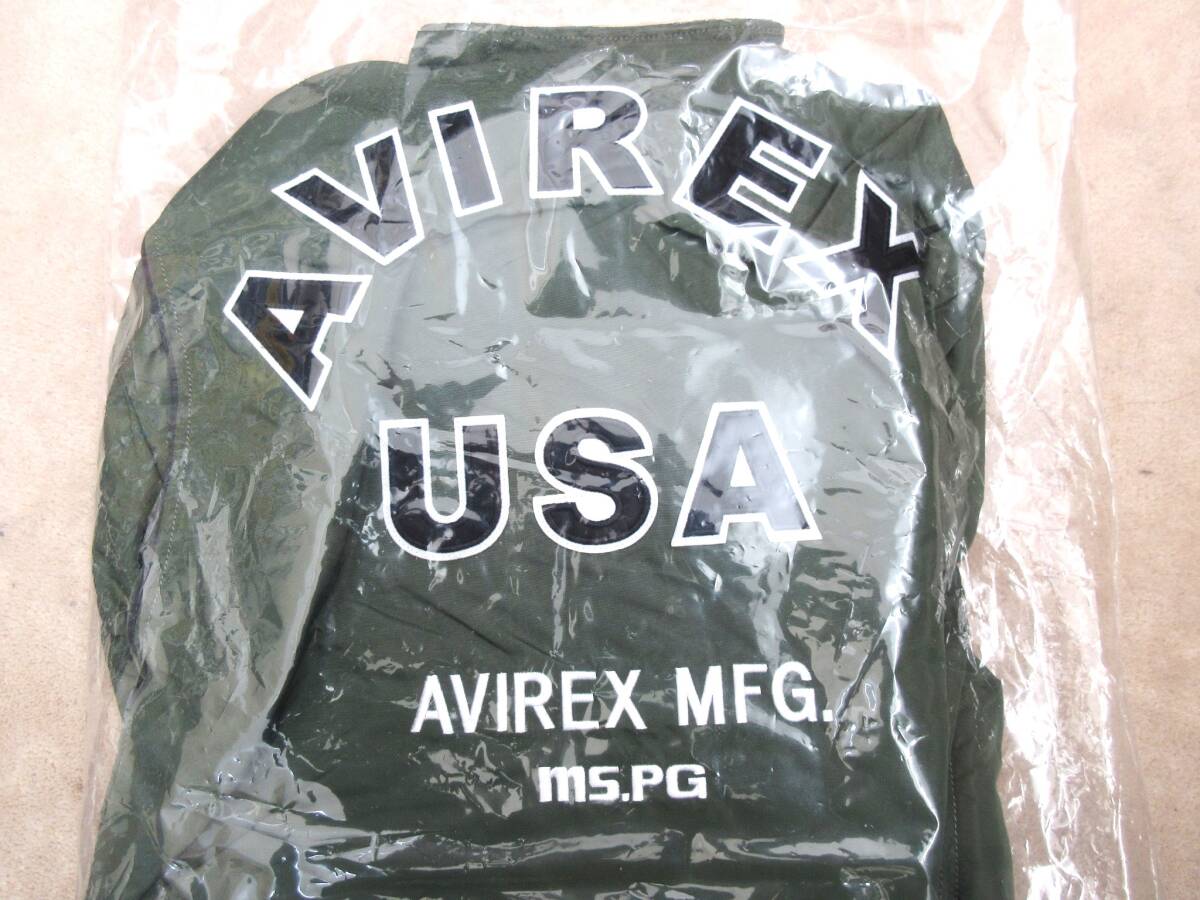 AVIREX
USA
AVIREX MFG.
ms.PG